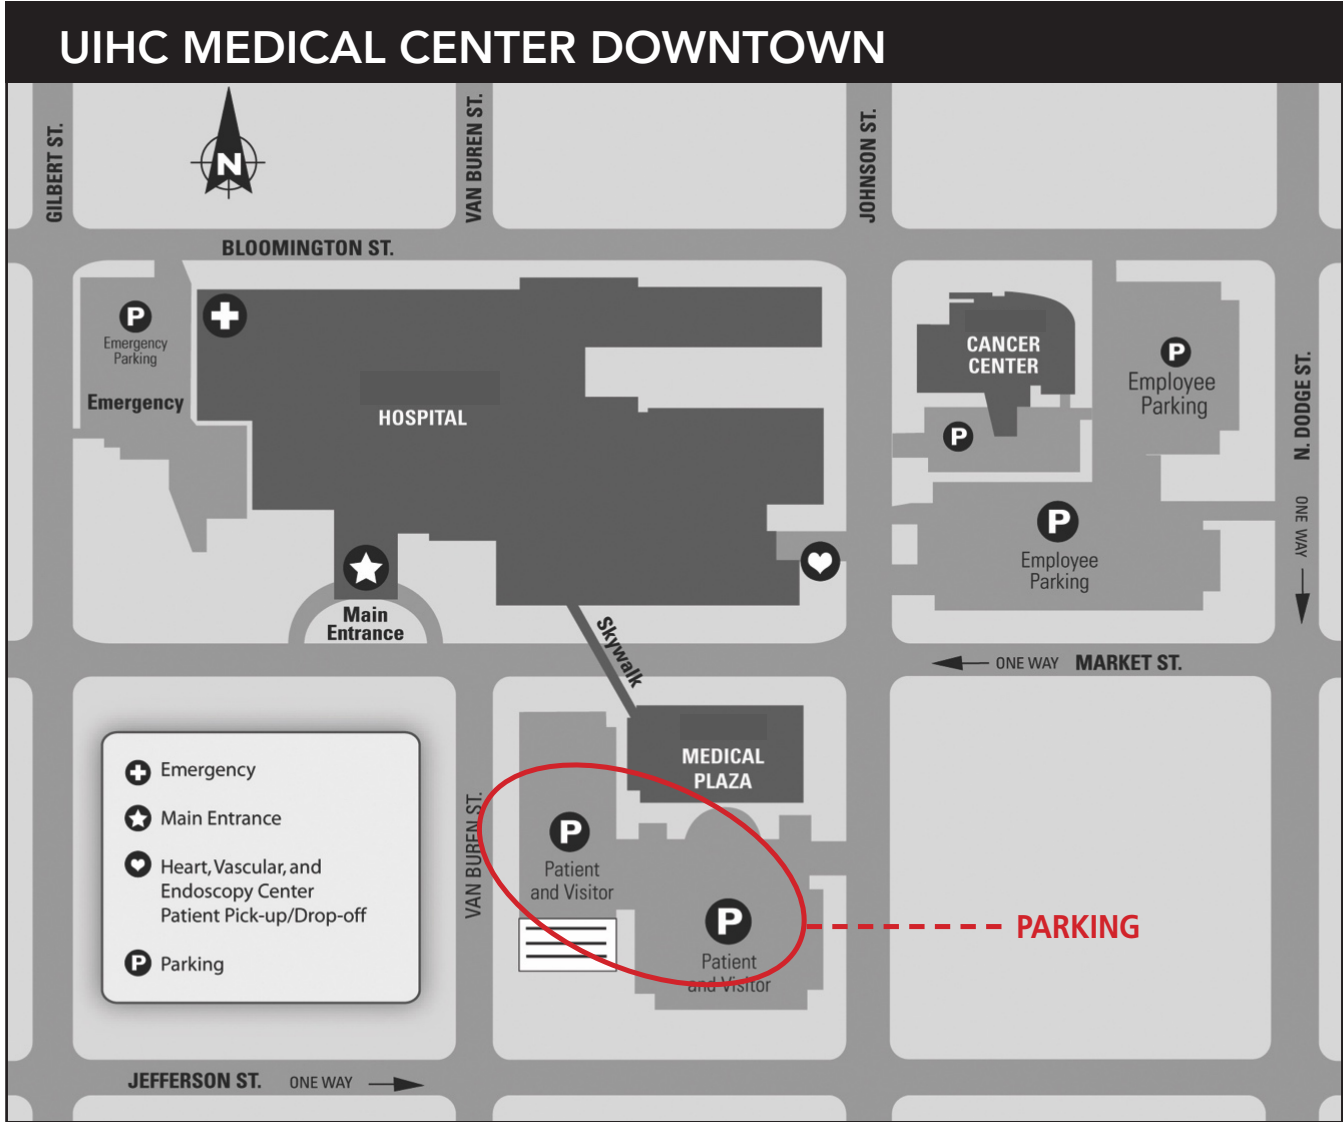 UIHC MEDICAL CENTER DOWNTOWN
GILBERT ST.
N
VAN BUREN ST.
JOHNSON ST.
BLOOMINGTON ST.
P
Emergency
Parking
Emergency
HOSPITAL
CANCER
CENTER
P
P
Employee
Parking
N. DODGE ST.
ONE WAY
P
Employee
Parking
Main
Entrance
Skywalk
ONE WAY MARKET ST.
MEDICAL
PLAZA
VAN BUREN ST.
P
Patient
and Visitor
P
Patient
and Visitor
PARKING
Emergency
Main Entrance
Heart, Vascular, and
Endoscopy Center
Patient Pick-up/Drop-off
P Parking
JEFFERSON ST. ONE WAY